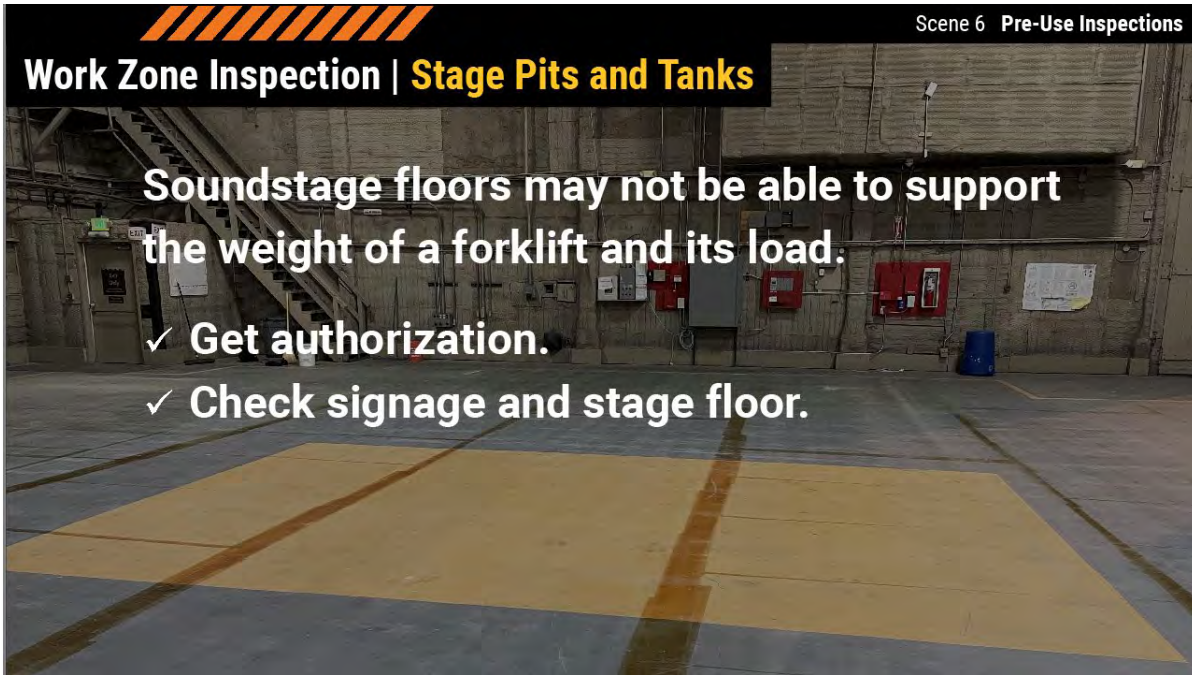 Scene 6 Pre-Use Inspections
Work Zone Inspection | Stage Pits and Tanks
Soundstage floors may not be able to support
the weight of a forklift and its load.
EXIT
✓ Get authorization.
✓ Check signage and stage floor.